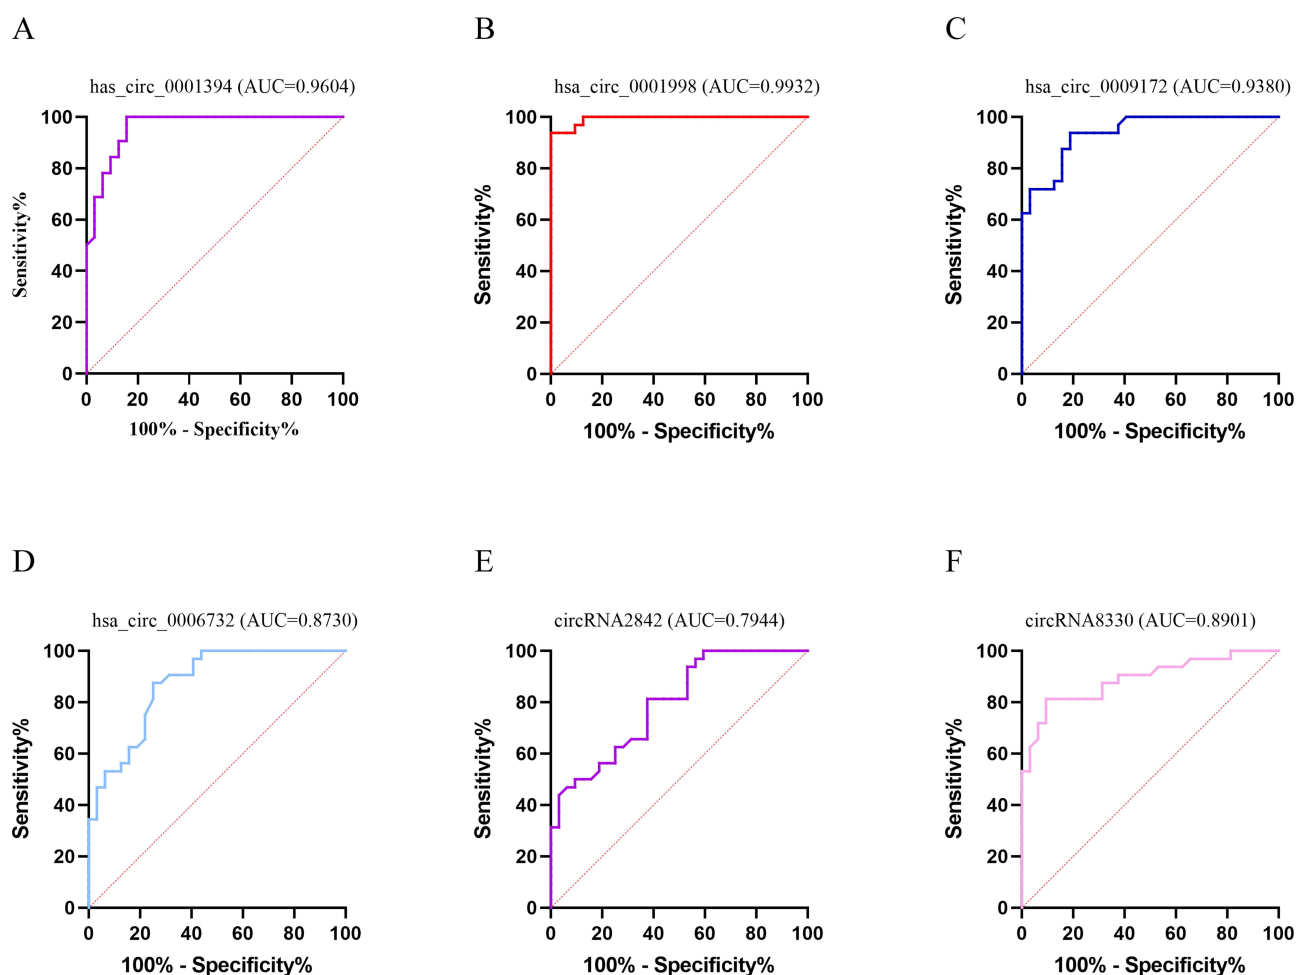 A
has_circ_0001394 (AUC=0.9604)
100
80
60
40
20
0
Sensitivity%
0 20 40 60 80 100
100% - Specificity%
B
hsa_circ_0001998 (AUC=0.9932)
100
80
60
40
20
0
Sensitivity%
0 20 40 60 80 100
100% - Specificity%
C
hsa_circ_0009172 (AUC=0.9380)
100
80
60
40
20
0
Sensitivity%
0 20 40 60 80 100
100% - Specificity%
D
hsa_circ_0006732 (AUC=0.8730)
100
80
60
40
20
0
Sensitivity%
0 20 40 60 80 100
100% - Specificity%
E
circRNA2842 (AUC=0.7944)
100
80
60
40
20
0
Sensitivity%
0 20 40 60 80 100
100% - Specificity%
F
circRNA8330 (AUC=0.8901)
100
80
60
40
20
0
Sensitivity%
0 20 40 60 80 100
100% - Specificity%